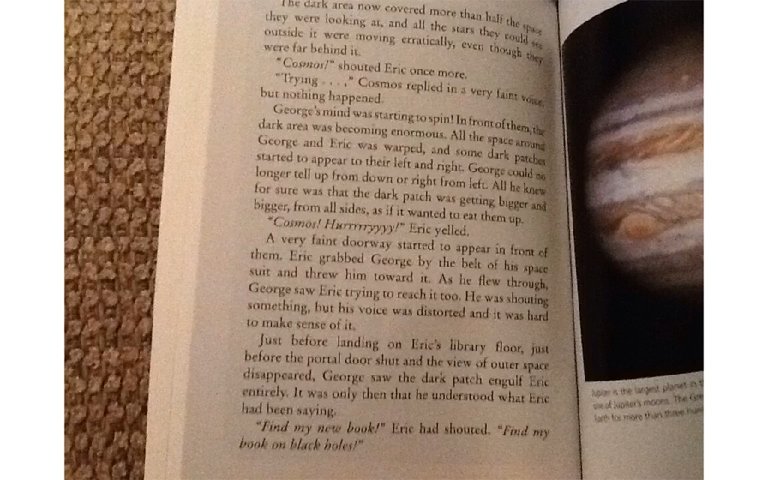 The dark area now covered more than half the space
they were looking at, and all the stars they could see
outside it were moving erratically, even though they
were far behind it.
"Cosmos!" shouted Eric once more.
"Trying . . . ," Cosmos replied in a very faint voice,
but nothing happened.
George's mind was starting to spin! In front of them, the
dark area was becoming enormous. All the space around
George and Eric was warped, and some dark patches
started to appear to their left and right. George could no
longer tell up from down or right from left. All he knew
for sure was that the dark patch was getting bigger and
bigger, from all sides, as if it wanted to eat them up.
"Cosmos! Hurrrrryyyy!" Eric yelled.
A very faint doorway started to appear in front of
them. Eric grabbed George by the belt of his space
suit and threw him toward it. As he flew through,
George saw Eric trying to reach it too. He was shouting
something, but his voice was distorted and it was hard
to make sense of it.
Just before landing on Eric's library floor, just
before the portal door shut and the view of outer space
disappeared, George saw the dark patch engulf Eric
entirely. It was only then that he understood what Eric
had been saying.
"Find my new book!" Eric had shouted. "Find my
book on black holes!"
Jupiter is the largest planet in
of Jupiter's moons. The
Earth for more than three